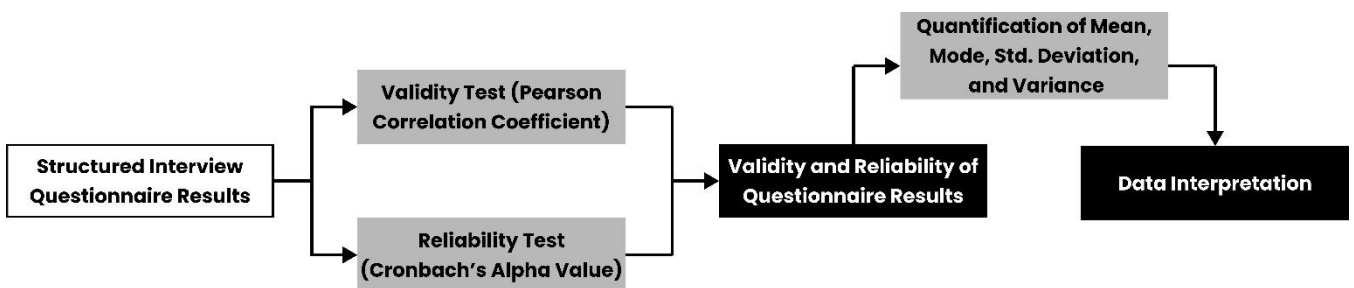 Structured Interview
Questionnaire Results
Validity Test (Pearson
Correlation Coefficient)
Reliability Test
(Cronbach’s Alpha Value)
Validity and Reliability of
Questionnaire Results
Quantification of Mean,
Mode, Std. Deviation,
and Variance
Data Interpretation